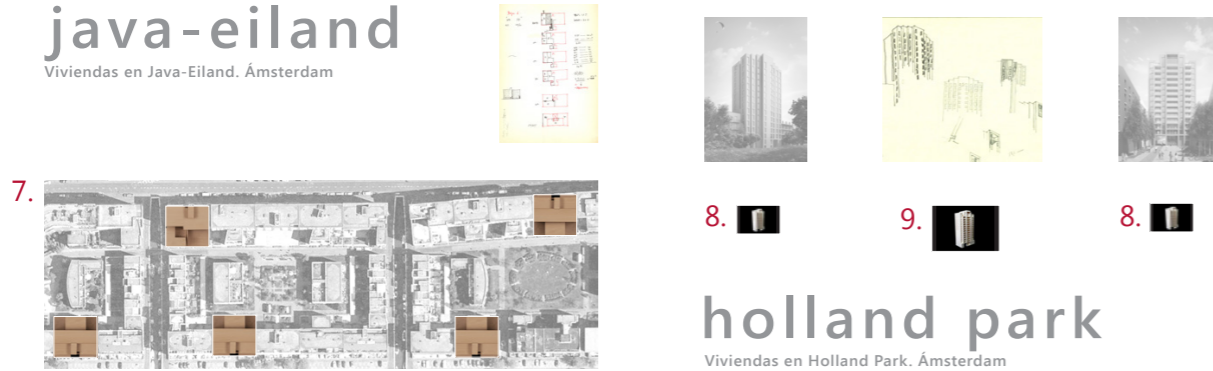 java-eiland
Viviendas en Java-Eiland. Ámsterdam
7.
8.
9.
8.
holland park
Viviendas en Holland Park. Ámsterdam